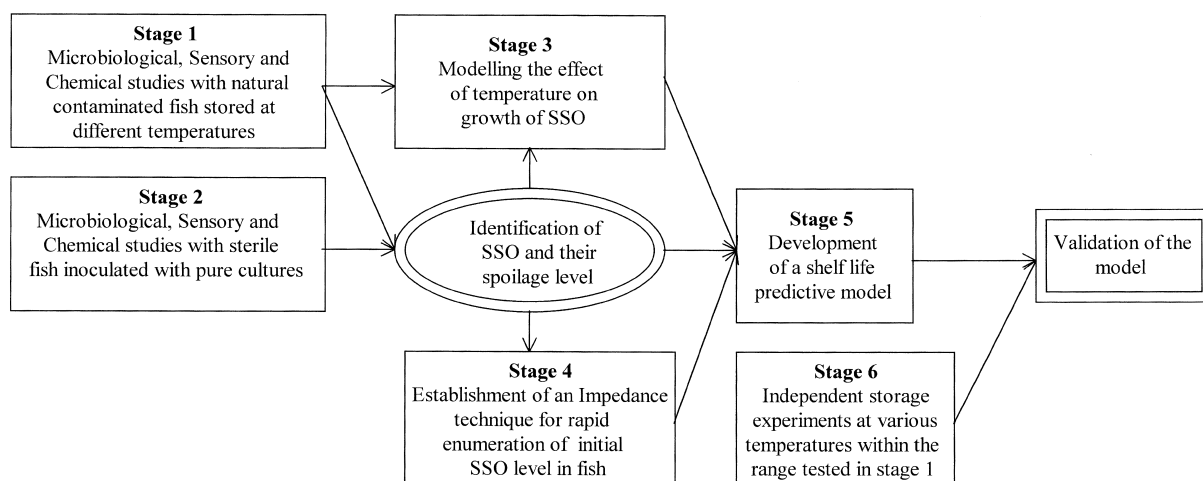 Stage 1
Microbiological, Sensory and
Chemical studies with natural
contaminated fish stored at
different temperatures
Stage 2
Microbiological, Sensory and
Chemical studies with sterile
fish inoculated with pure cultures
Stage 3
Modelling the effect
of temperature on
growth of SSO
Identification of
SSO and their
spoilage level
Stage 4
Establishment of an Impedance
technique for rapid
enumeration of initial
SSO level in fish
Stage 5
Development
of a shelf life
predictive model
Stage 6
Independent storage
experiments at various
temperatures within the
range tested in stage 1
Validation of the
model